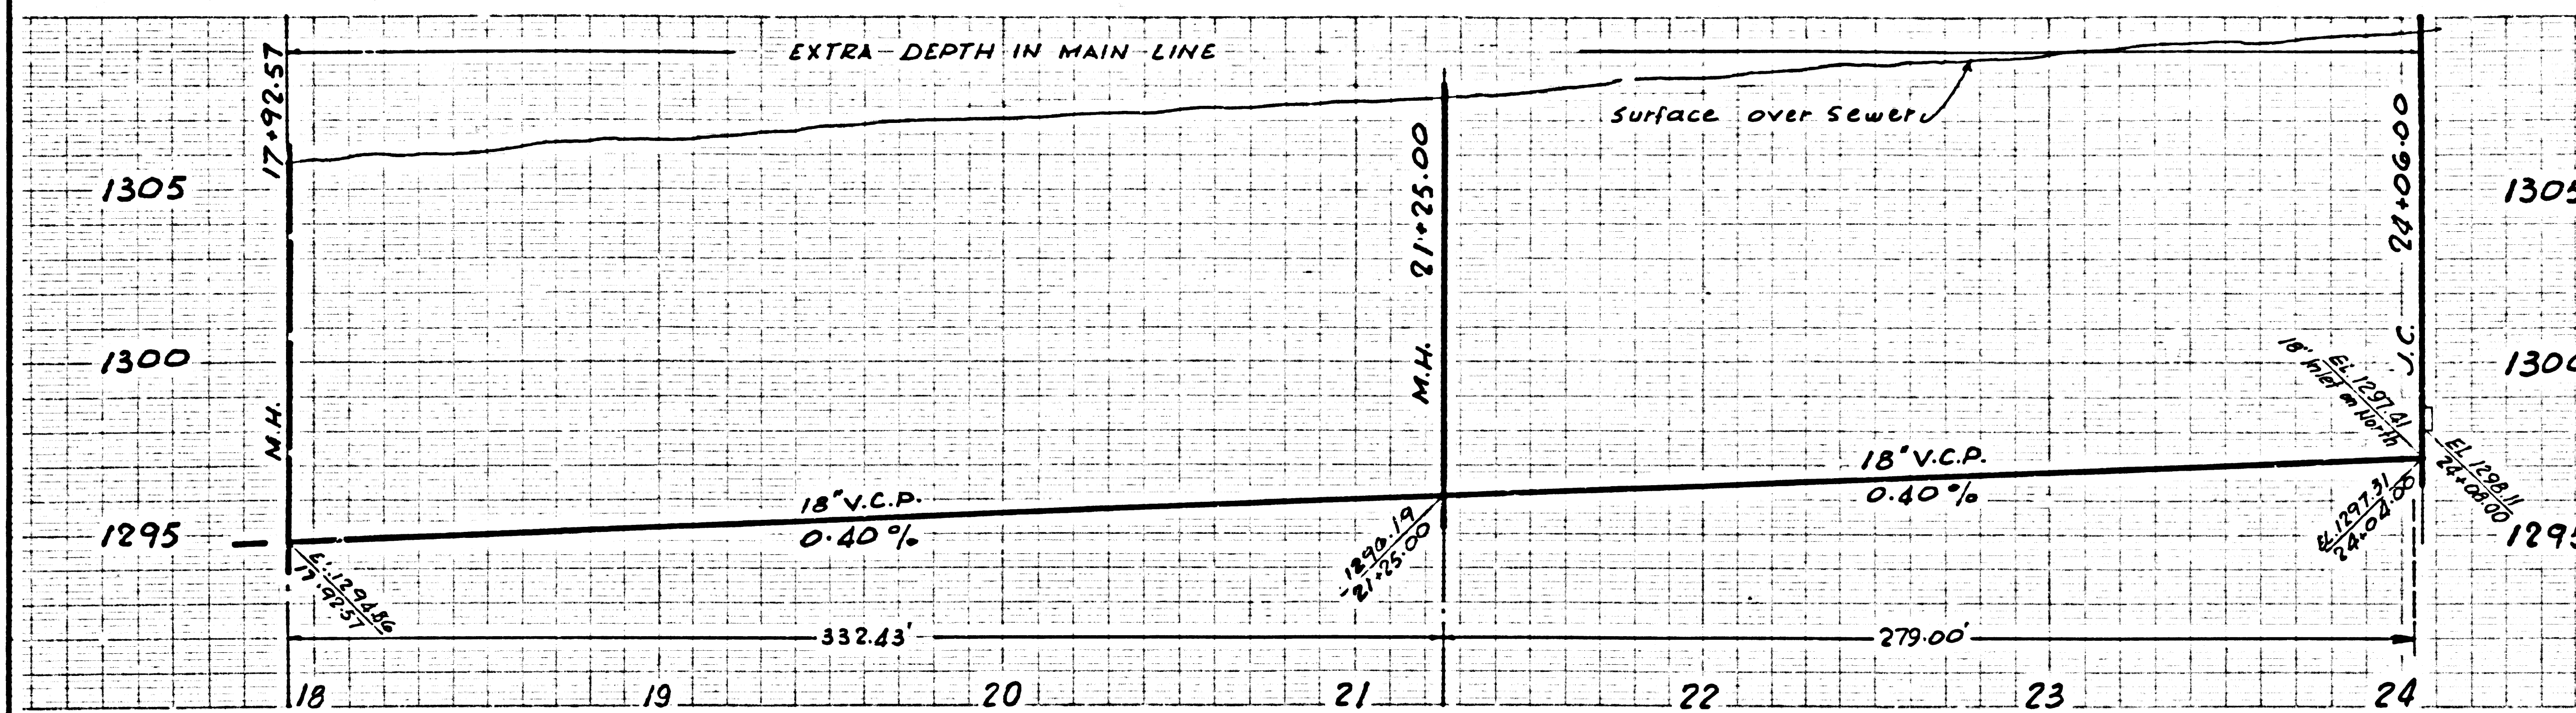 EXTRA DEPTH IN MAIN LINE
surface over sewer
17+92.57
M.H.
21+25.00
M.H.
24+06.00
J.C.
1305
1305
1300
1300
1295
1295
18" V.C.P.
0.40 %
18" V.C.P.
0.40 %
El. 1294.86
17+92.57
1296.19
21+25.00
El. 1297.41
18" Inlet on North
El. 1297.31
24+04.00
El. 1298.11
24+08.00
332.43'
279.00'
18 19 20 21 22 23 24